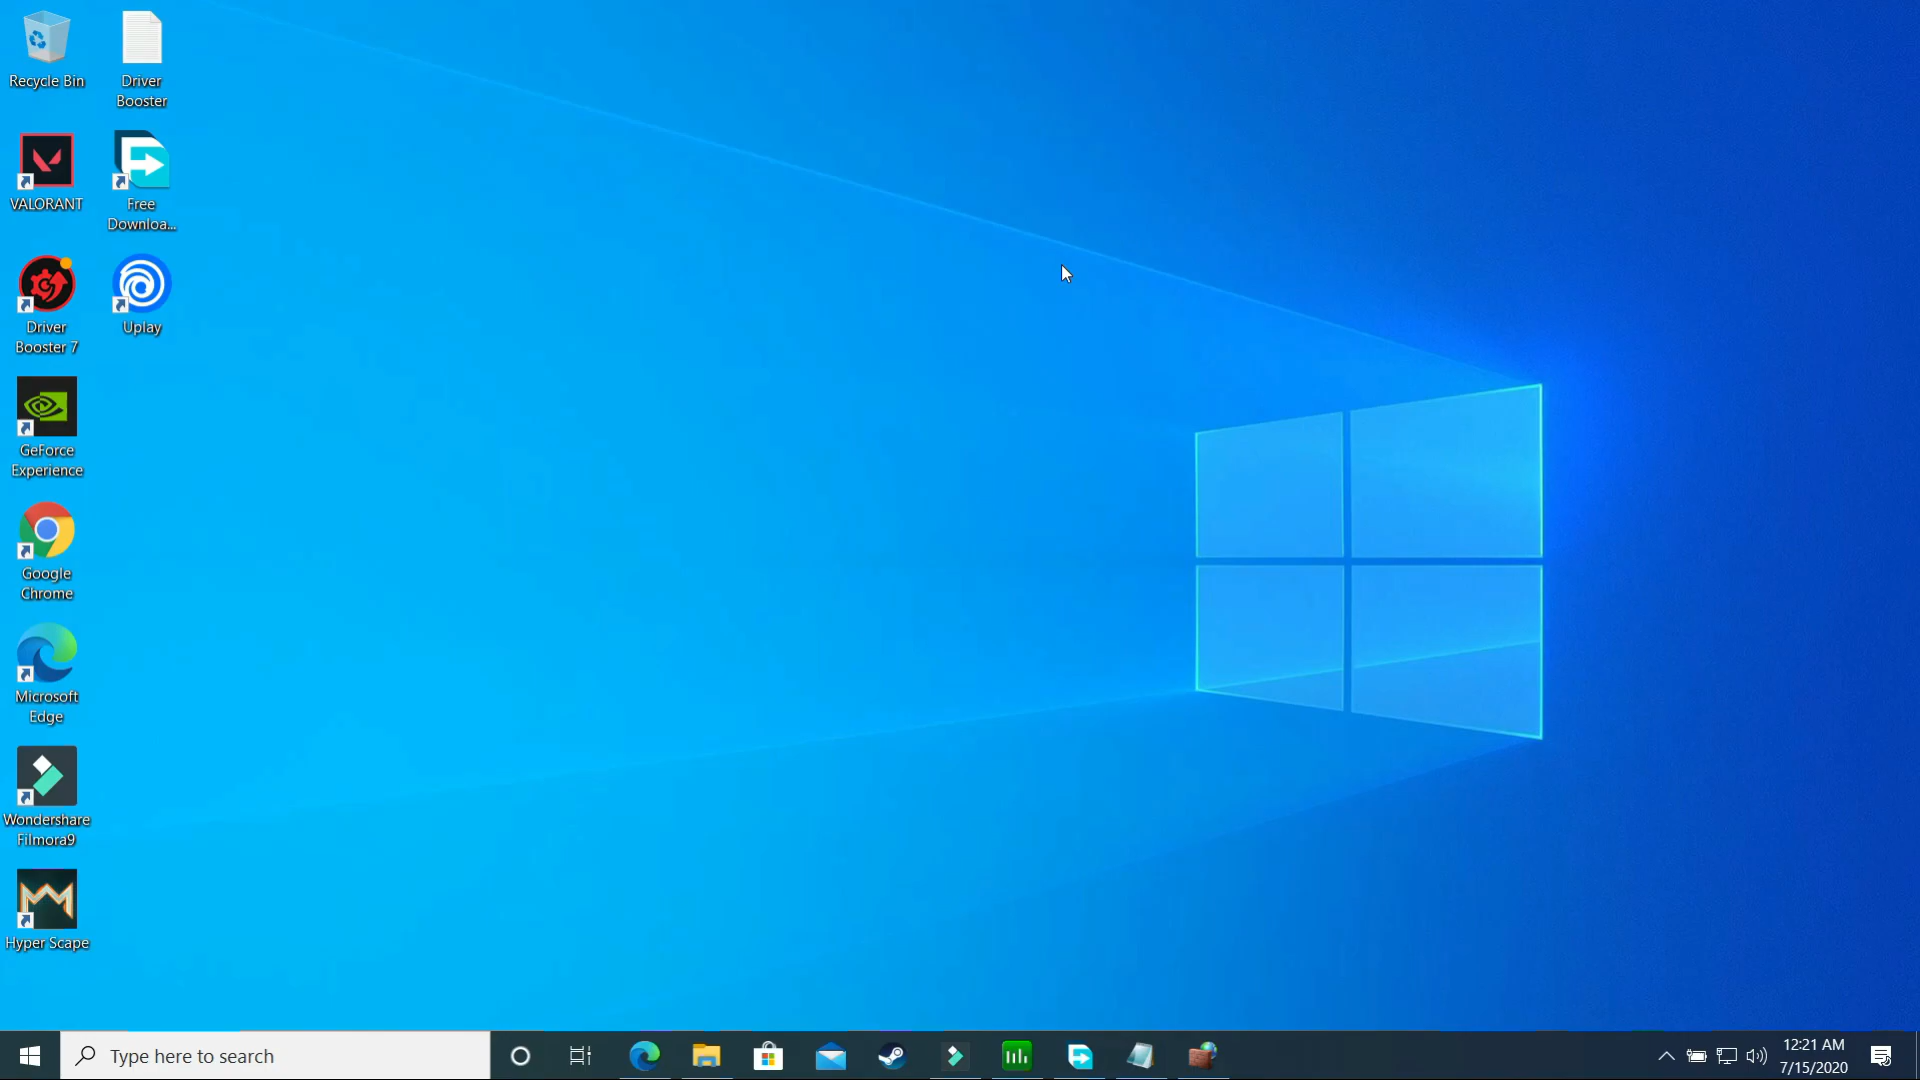 Recycle Bin
Driver
Booster
VALORANT
Free
Downloa...
Driver
Booster 7
Uplay
GeForce
Experience
Google
Chrome
Microsoft
Edge
Wondershare
Filmora9
Hyper Scape
Type here to search
12:21 AM
7/15/2020